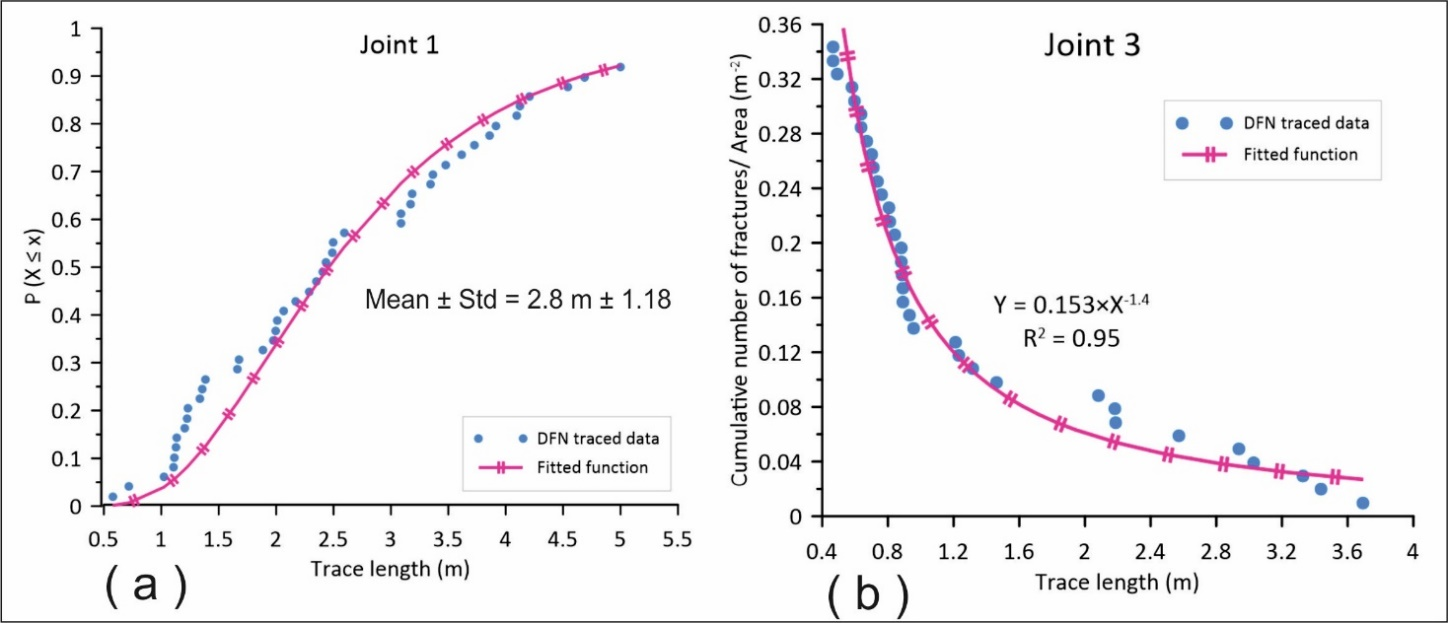 Joint 1
P (X ≤ x)
1
0.9
0.8
0.7
0.6
0.5
0.4
0.3
0.2
0.1
0
Mean ± Std = 2.8 m ± 1.18
DFN traced data
Fitted function
0.5 1 1.5 2 2.5 3 3.5 4 4.5 5 5.5
Trace length (m)
( a )
Joint 3
Cumulative number of fractures/ Area (m⁻²)
0.36
0.32
0.28
0.24
0.2
0.16
0.12
0.08
0.04
0
DFN traced data
Fitted function
Y = 0.153×X⁻¹·⁴
R² = 0.95
0.4 0.8 1.2 1.6 2 2.4 2.8 3.2 3.6 4
Trace length (m)
( b )